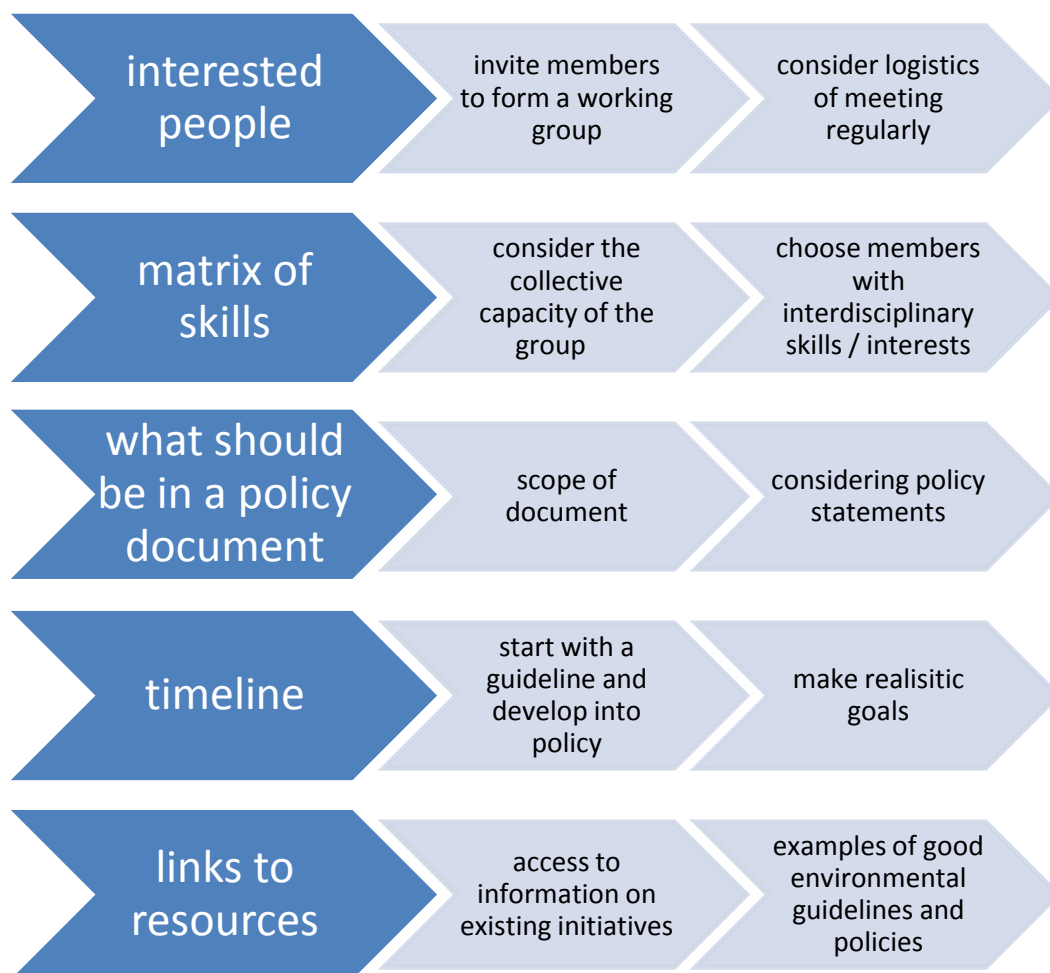 interested
people
invite members
to form a working
group
consider logistics
of meeting
regularly
matrix of
skills
consider the
collective
capacity of the
group
choose members
with
interdisciplinary
skills / interests
what should
be in a policy
document
scope of
document
considering policy
statements
timeline
start with a
guideline and
develop into
policy
make realisitic
goals
links to
resources
access to
information on
existing initiatives
examples of good
environmental
guidelines and
policies